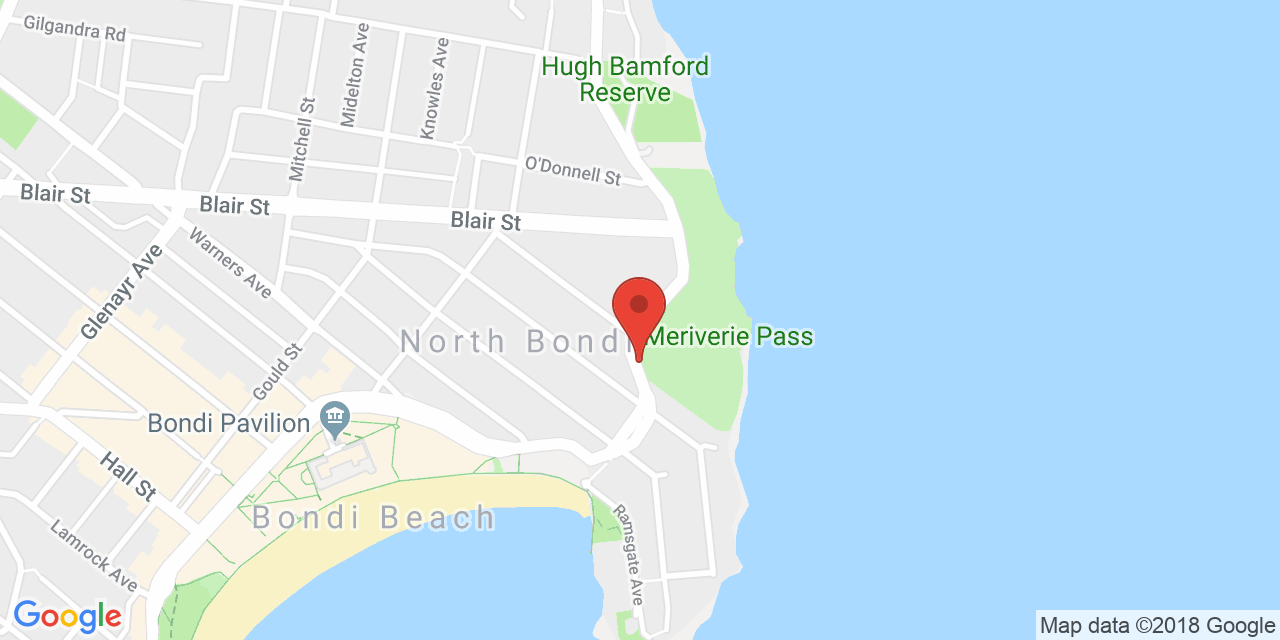 Gilgandra Rd
Midelton Ave
Knowles Ave
Hugh Bamford
Reserve
Mitchell St
O'Donnell St
Blair St
Blair St
Blair St
Warners Ave
Glenayr Ave
North Bondi
Meriverie Pass
Gould St
Bondi Pavilion
Hall St
Bondi Beach
Lamrock Ave
Ramsgate Ave
Google
Map data ©2018 Google